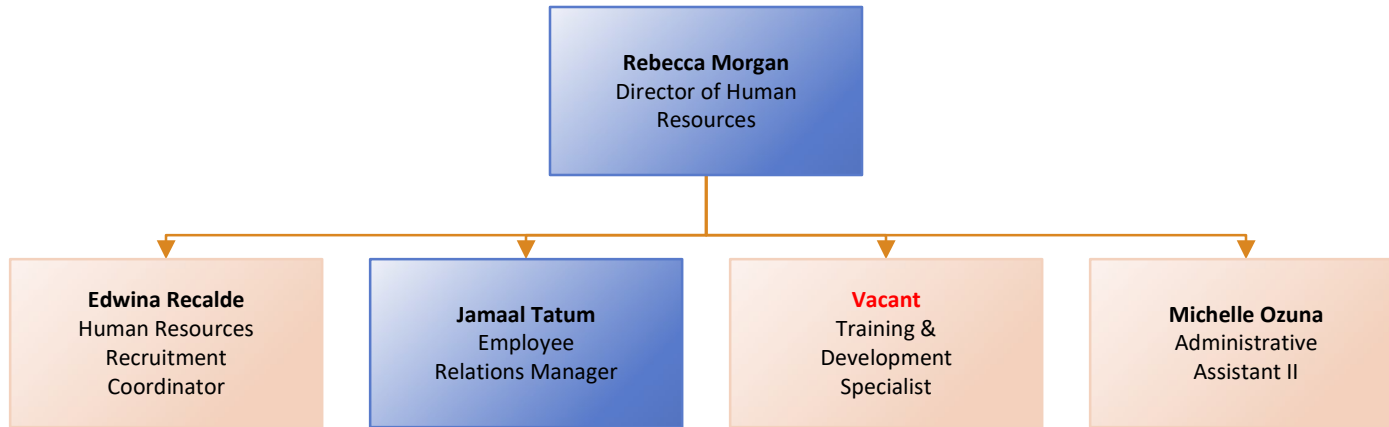 Rebecca Morgan
Director of Human
Resources
Edwina Recalde
Human Resources
Recruitment
Coordinator
Jamaal Tatum
Employee
Relations Manager
Vacant
Training &
Development
Specialist
Michelle Ozuna
Administrative
Assistant II